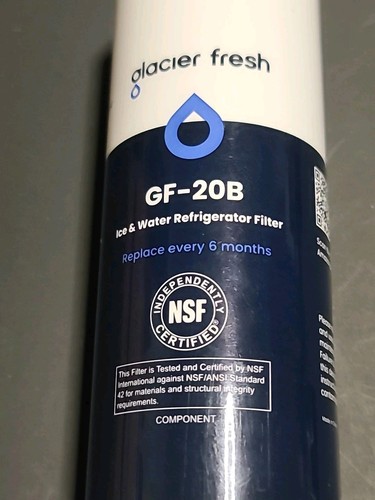 glacier fresh
GF-20B
Ice & Water Refrigerator Filter
Replace every 6 months
INDEPENDENTLY
NSF®
CERTIFIED
This Filter is Tested and Certified by NSF
International against NSF/ANSI Standard
42 for materials and structural integrity
requirements.
COMPONENT